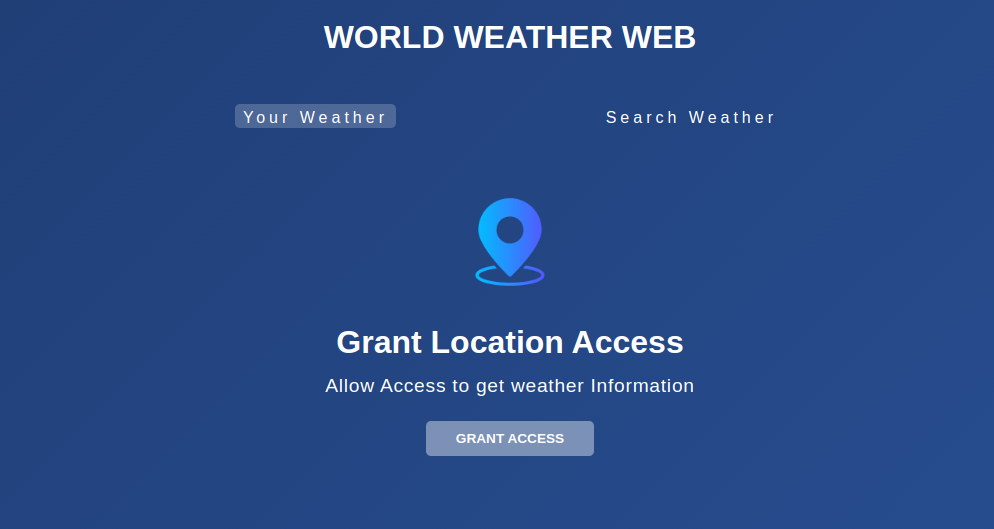 WORLD WEATHER WEB
Your Weather
Search Weather
Grant Location Access
Allow Access to get weather Information
GRANT ACCESS